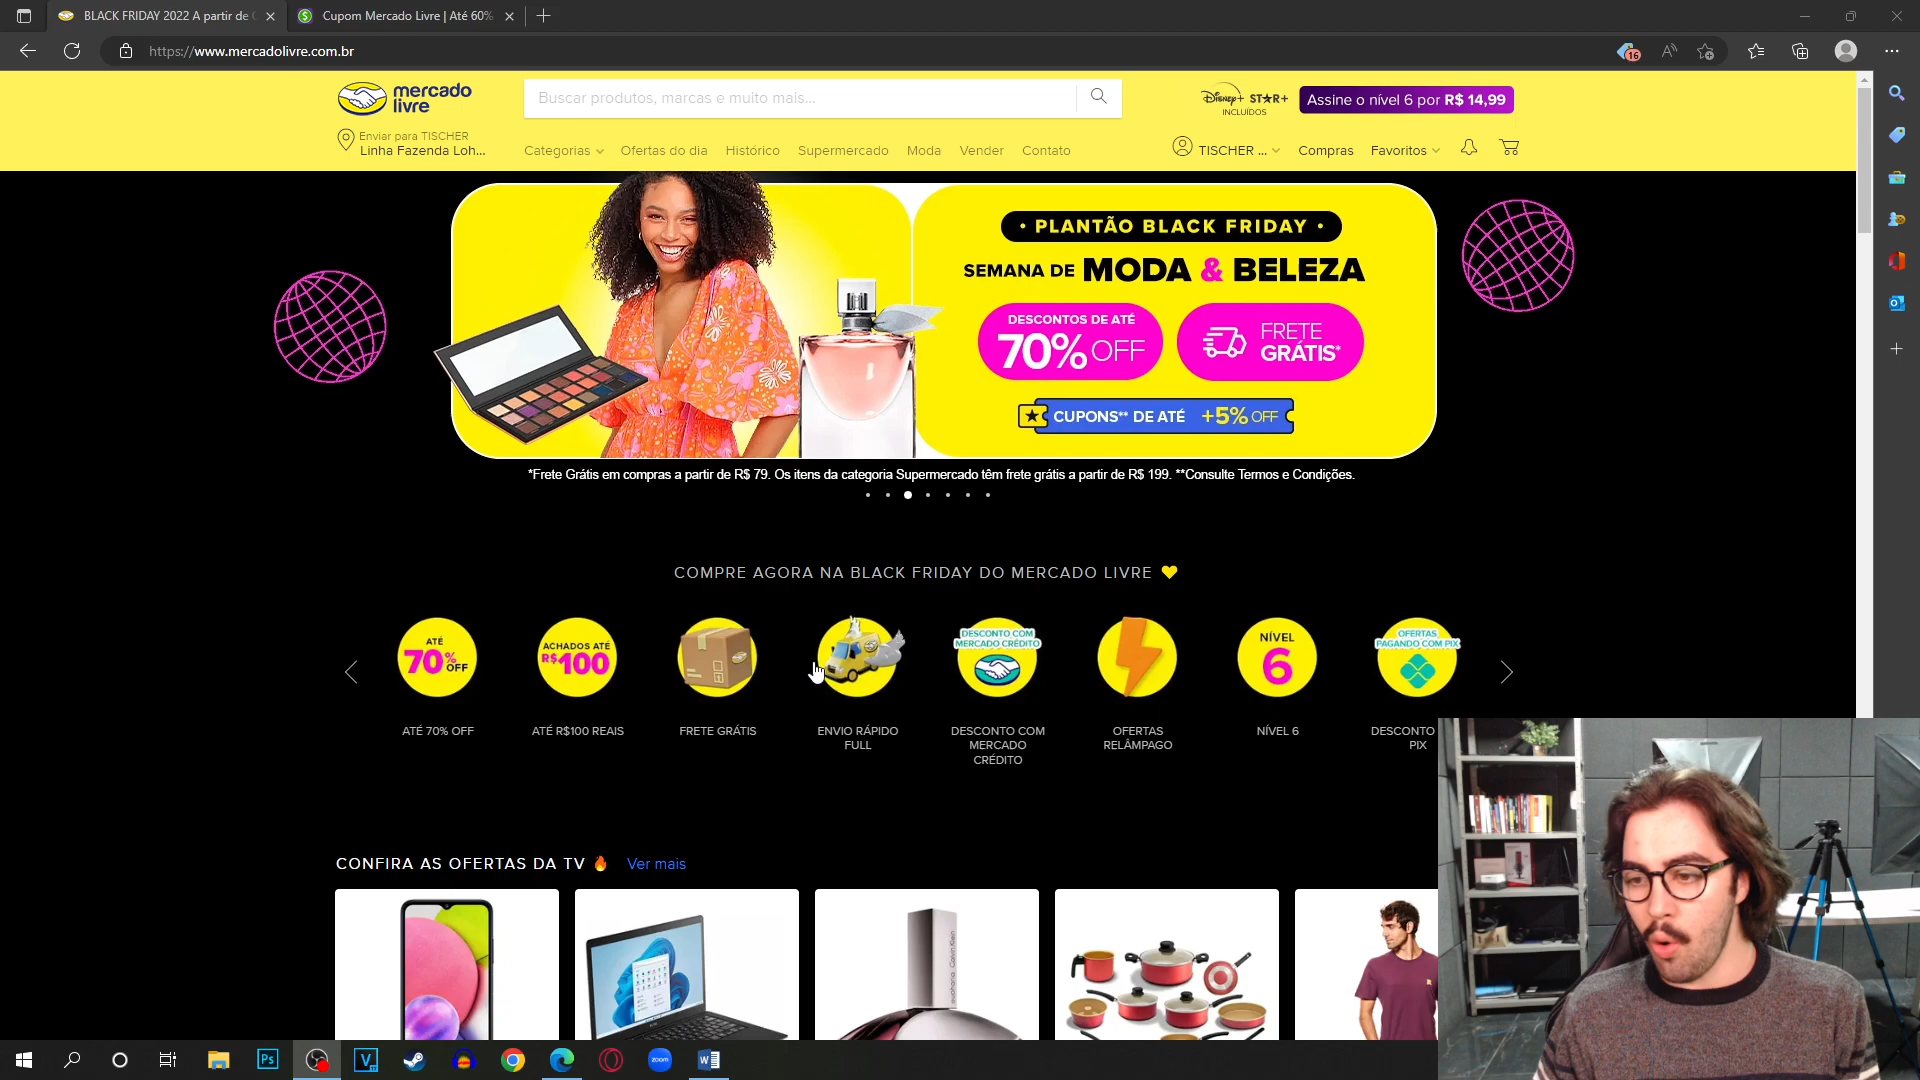 BLACK FRIDAY 2022 A partir de
Cupom Mercado Livre | Até 60%
https://www.mercadolivre.com.br
16
mercado
livre
Buscar produtos, marcas e muito mais...
Disney+ STAR+
INCLUÍDOS
Assine o nível 6 por R$ 14,99
Enviar para TISCHER
Linha Fazenda Loh...
Categorias
Ofertas do dia
Histórico
Supermercado
Moda
Vender
Contato
TISCHER ...
Compras
Favoritos
• PLANTÃO BLACK FRIDAY •
SEMANA DE MODA & BELEZA
DESCONTOS DE ATÉ
70% OFF
FRETE
GRÁTIS*
CUPONS** DE ATÉ +5% OFF
*Frete Grátis em compras a partir de R$ 79. Os itens da categoria Supermercado têm frete grátis a partir de R$ 199. **Consulte Termos e Condições.
COMPRE AGORA NA BLACK FRIDAY DO MERCADO LIVRE
ATÉ
70% OFF
ACHADOS ATÉ
R$100
DESCONTO COM
MERCADO CRÉDITO
NÍVEL
6
OFERTAS
PAGANDO COM PIX
ATÉ 70% OFF
ATÉ R$100 REAIS
FRETE GRÁTIS
ENVIO RÁPIDO
FULL
DESCONTO COM
MERCADO
CRÉDITO
OFERTAS
RELÂMPAGO
NÍVEL 6
DESCONTO
PIX
CONFIRA AS OFERTAS DA TV
Ver mais
Calvin Klein
Ps
V
zoom
W